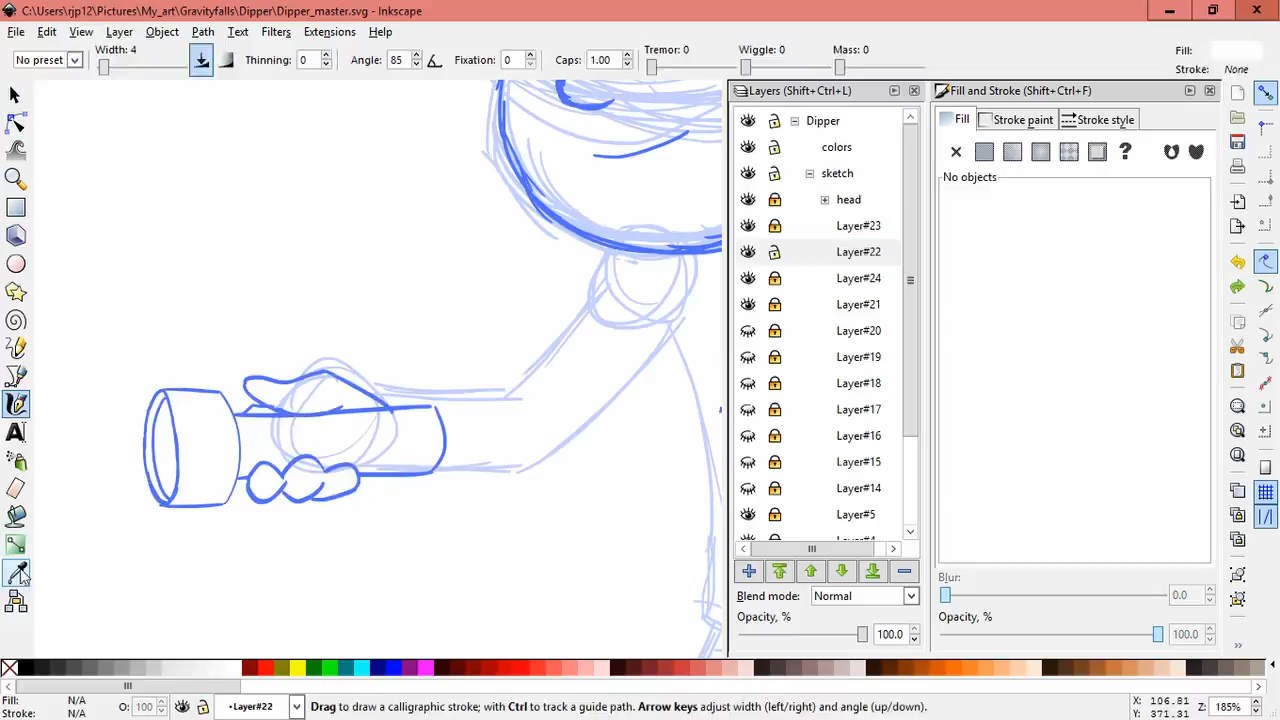 C:\Users\rjp12\Pictures\My_art\Gravityfalls\Dipper\Dipper_master.svg - Inkscape
File Edit View Layer Object Path Text Filters Extensions Help
No preset Width: 4 Thinning: 0 Angle: 85 Fixation: 0 Caps: 1.00 Tremor: 0 Wiggle: 0 Mass: 0 Fill:
Stroke: None
Layers (Shift+Ctrl+L) Fill and Stroke (Shift+Ctrl+F)
Dipper Fill Stroke paint Stroke style
colors
sketch
No objects
head
Layer#23
Layer#22
Layer#24
Layer#21
Layer#20
Layer#19
Layer#18
Layer#17
Layer#16
Layer#15
Layer#14
Layer#5
Blur:
Blend mode: Normal 0.0
Opacity, % Opacity, %
100.0 100.0
Fill: N/A O: 100 •Layer#22 Drag to draw a calligraphic stroke; with Ctrl to track a guide path. Arrow keys adjust width (left/right) and angle (up/down). X: 106.81 Z: 185%
Stroke: N/A Y: 371.31